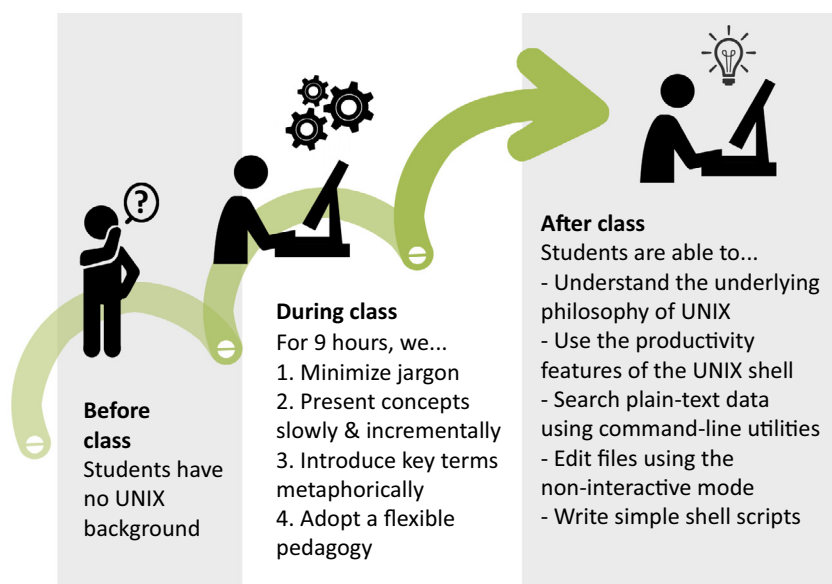 ?
Before
class
Students have
no UNIX
background
During class
For 9 hours, we...
1. Minimize jargon
2. Present concepts
slowly & incrementally
3. Introduce key terms
metaphorically
4. Adopt a flexible
pedagogy
After class
Students are able to...
- Understand the underlying
philosophy of UNIX
- Use the productivity
features of the UNIX shell
- Search plain-text data
using command-line utilities
- Edit files using the
non-interactive mode
- Write simple shell scripts